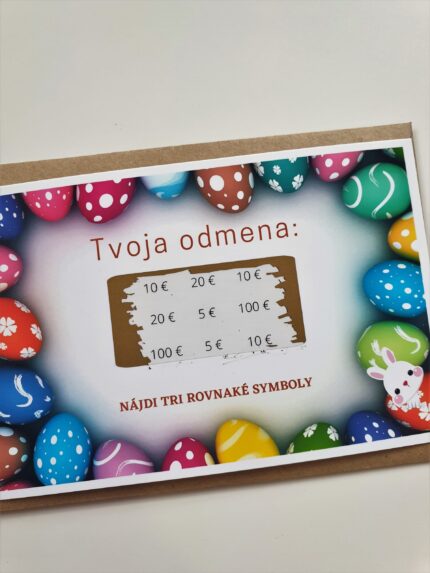 Tvoja odmena:
10 € 20 € 10 €
20 € 5 € 100 €
100 € 5 € 10 €
NÁJDI TRI ROVNAKÉ SYMBOLY